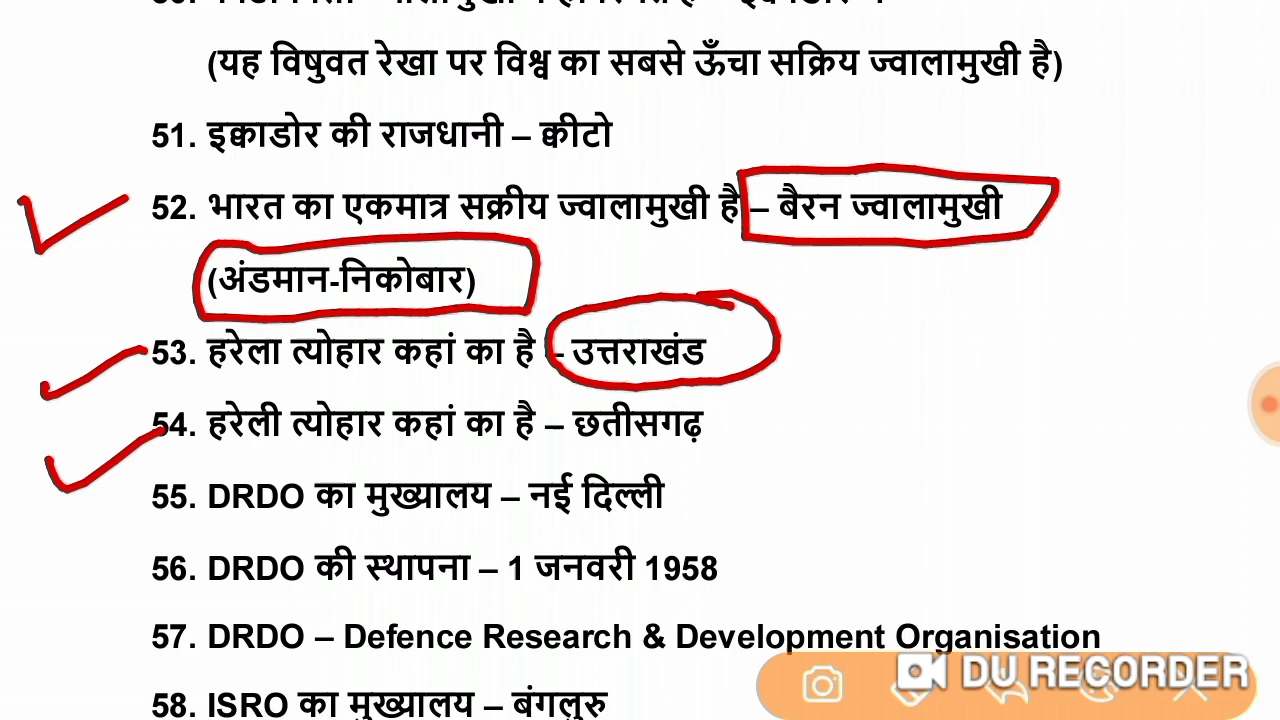 (यह विषुवत रेखा पर विश्व का सबसे ऊँचा सक्रिय ज्वालामुखी है)
51. इक्वाडोर की राजधानी – क्वीटो
52. भारत का एकमात्र सक्रीय ज्वालामुखी है – बैरन ज्वालामुखी
(अंडमान-निकोबार)
53. हरेला त्योहार कहां का है – उत्तराखंड
54. हरेली त्योहार कहां का है – छतीसगढ़
55. DRDO का मुख्यालय – नई दिल्ली
56. DRDO की स्थापना – 1 जनवरी 1958
57. DRDO – Defence Research & Development Organisation
58. ISRO का मुख्यालय – बंगलुरु
DU RECORDER